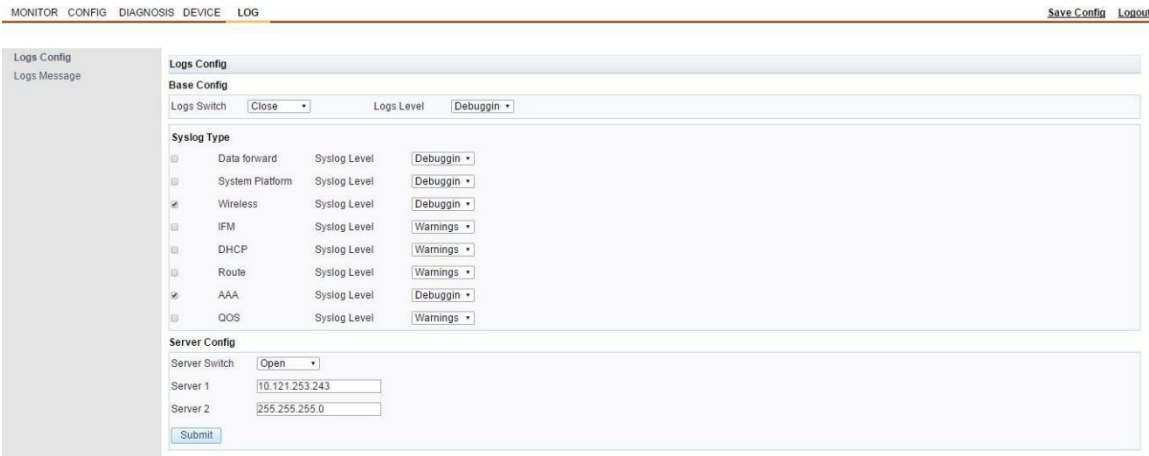 MONITOR CONFIG DIAGNOSIS DEVICE LOG Save Config Logout
Logs Config
Logs Message
Logs Config
Base Config
Logs Switch Close Logs Level Debuggin
Syslog Type
Data forward Syslog Level Debuggin
System Platform Syslog Level Debuggin
Wireless Syslog Level Debuggin
IFM Syslog Level Warnings
DHCP Syslog Level Warnings
Route Syslog Level Warnings
AAA Syslog Level Debuggin
QOS Syslog Level Warnings
Server Config
Server Switch Open
Server 1 10.121.253.243
Server 2 255.255.255.0
Submit